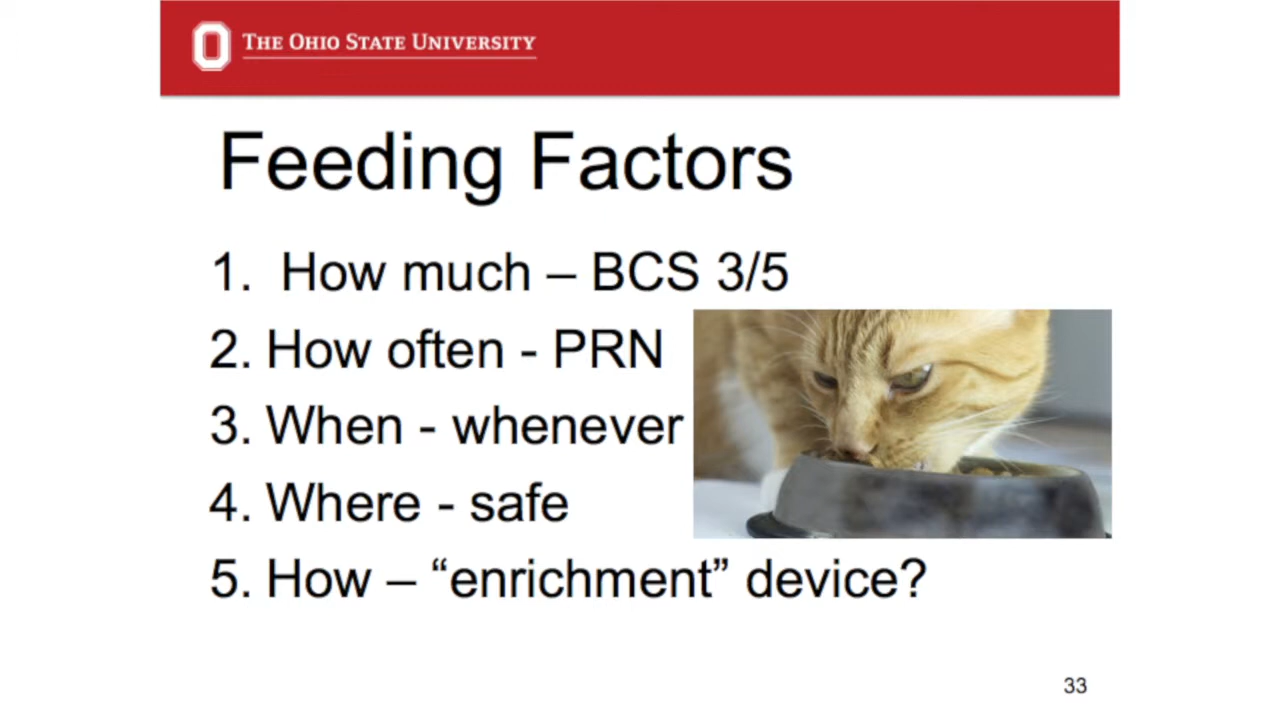 THE OHIO STATE UNIVERSITY
Feeding Factors
1. How much – BCS 3/5
2. How often - PRN
3. When - whenever
4. Where - safe
5. How – “enrichment” device?
33